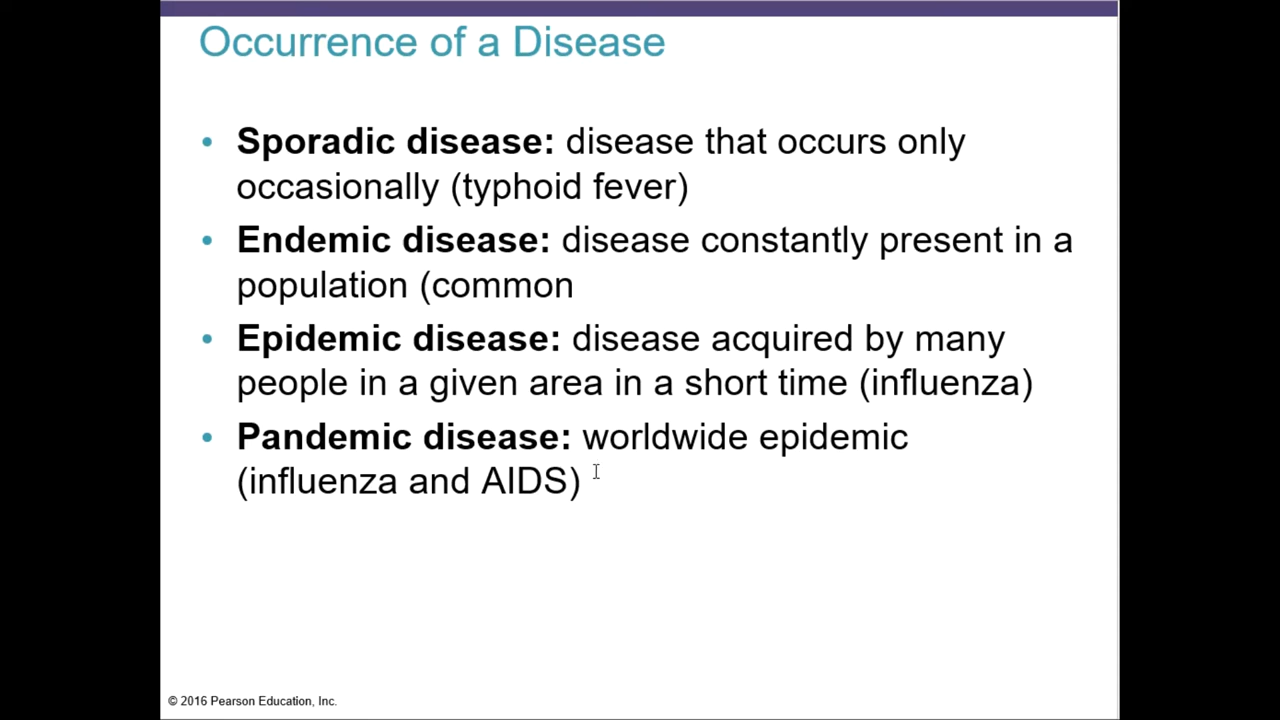 Occurrence of a Disease
• Sporadic disease: disease that occurs only
occasionally (typhoid fever)
• Endemic disease: disease constantly present in a
population (common
• Epidemic disease: disease acquired by many
people in a given area in a short time (influenza)
• Pandemic disease: worldwide epidemic
(influenza and AIDS)
© 2016 Pearson Education, Inc.